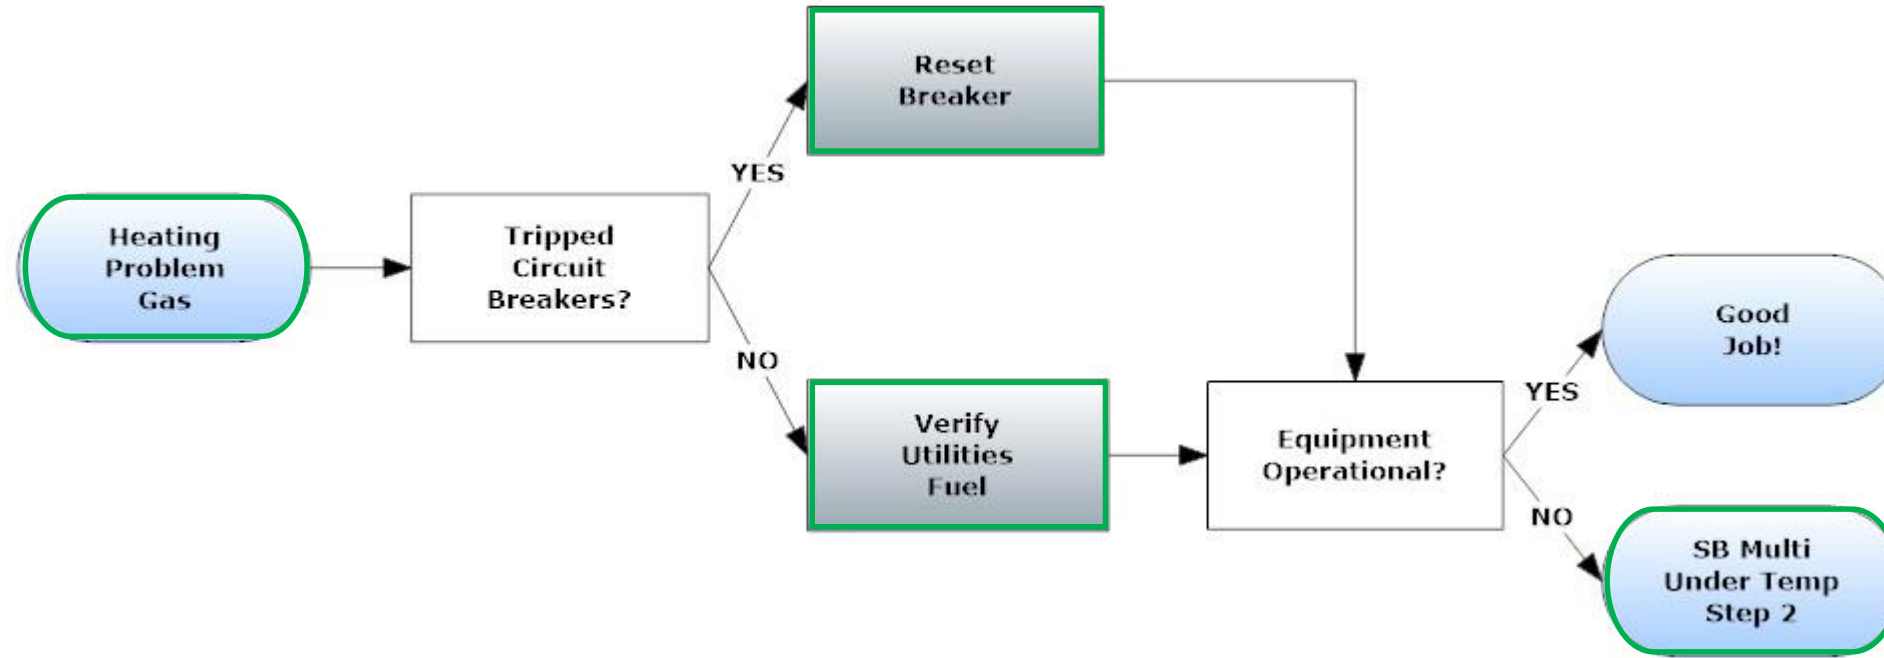 Heating
Problem
Gas
Tripped
Circuit
Breakers?
YES
Reset
Breaker
NO
Verify
Utilities
Fuel
Equipment
Operational?
YES
Good
Job!
NO
SB Multi
Under Temp
Step 2